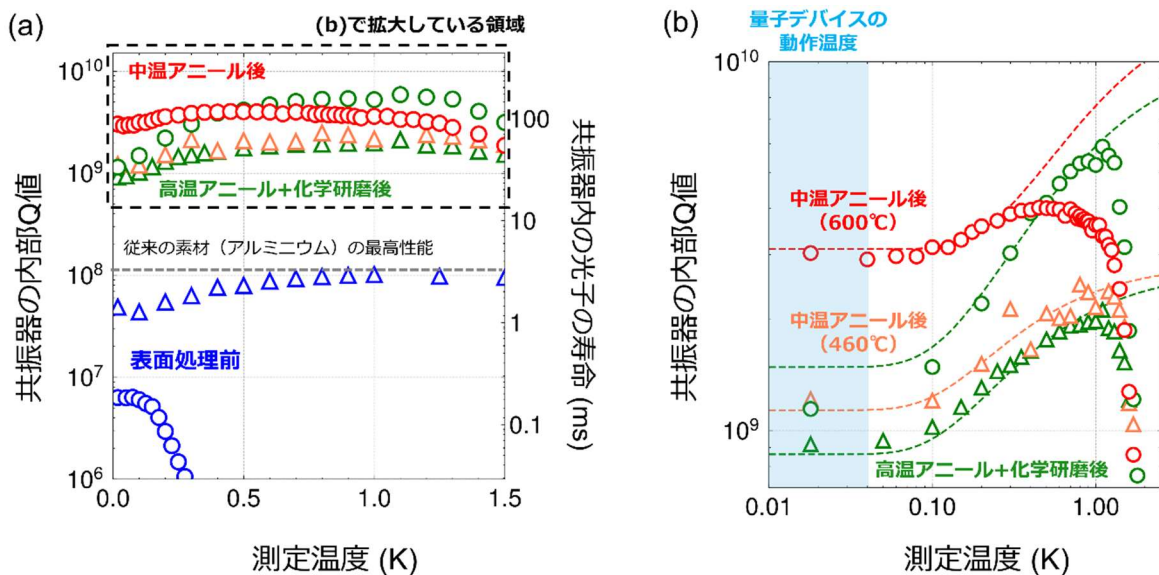 (a)
(b)で拡大している領域
中温アニール後
高温アニール+化学研磨後
従来の素材（アルミニウム）の最高性能
表面処理前
共振器の内部Q値
10^10
10^9
10^8
10^7
10^6
0.0
0.5
1.0
1.5
測定温度 (K)
100
10
1
0.1
共振器内の光子の寿命 (ms)
(b)
量子デバイスの
動作温度
中温アニール後
（600℃）
中温アニール後
（460℃）
高温アニール+化学研磨後
共振器の内部Q値
10^10
10^9
0.01
0.10
1.00
測定温度 (K)